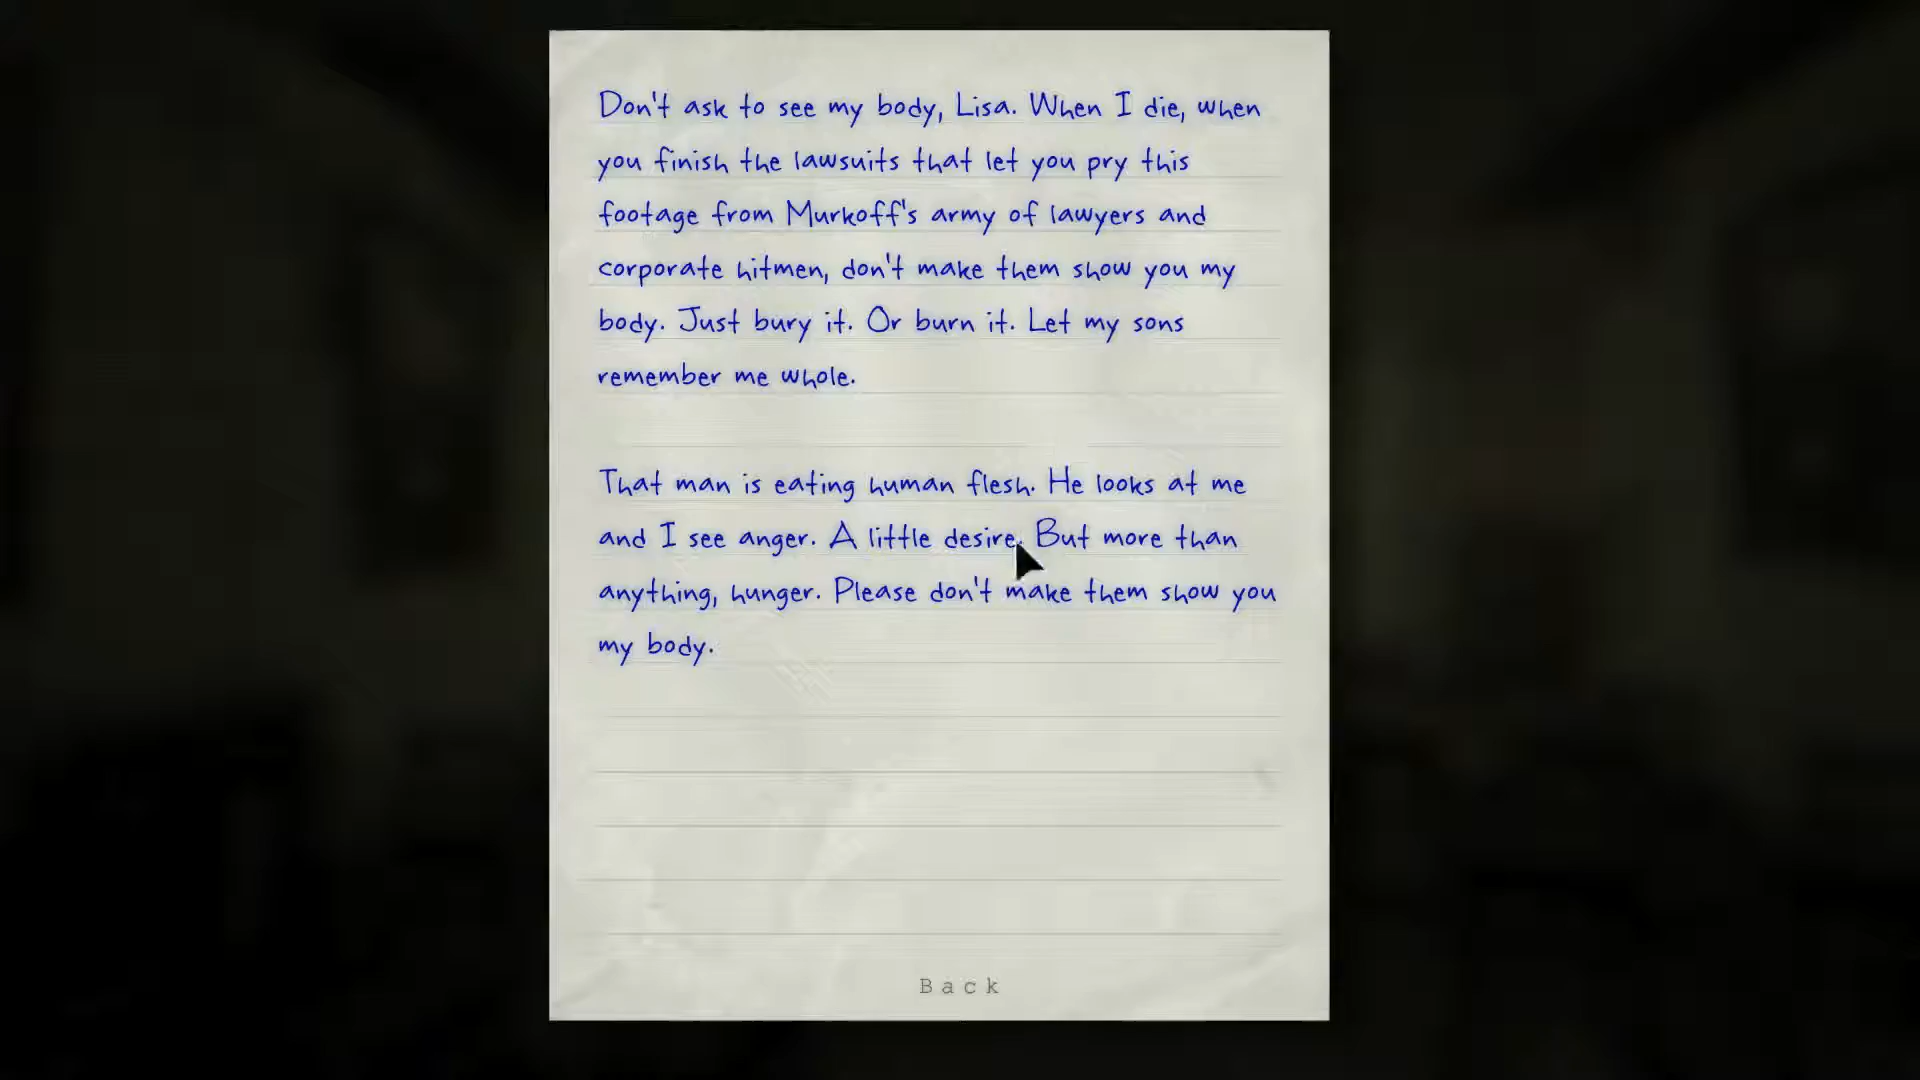 Don't ask to see my body, Lisa. When I die, when
you finish the lawsuits that let you pry this
footage from Murkoff's army of lawyers and
corporate hitmen, don't make them show you my
body. Just bury it. Or burn it. Let my sons
remember me whole.
That man is eating human flesh. He looks at me
and I see anger. A little desire. But more than
anything, hunger. Please don't make them show you
my body.
Back